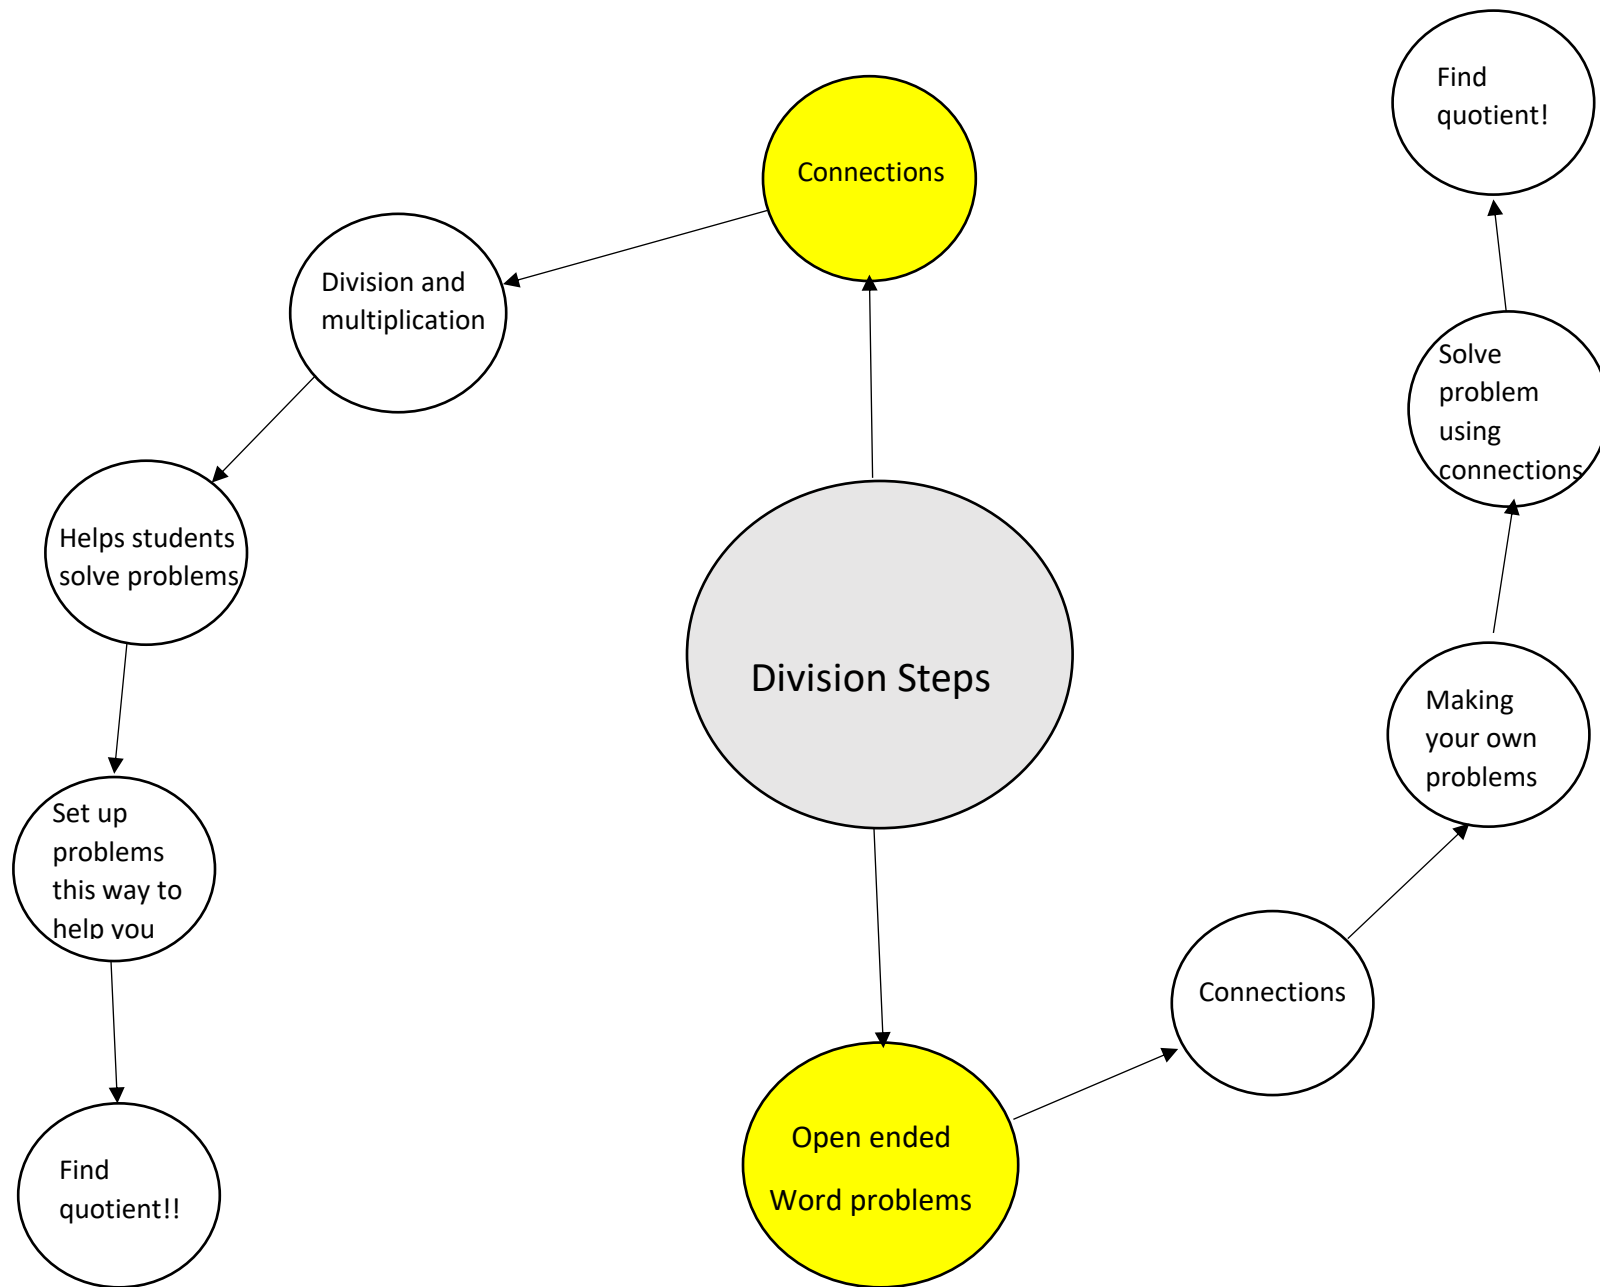 Division Steps
Connections
Division and
multiplication
Helps students
solve problems
Set up
problems
this way to
help you
Find
quotient!!
Open ended
Word problems
Connections
Making
your own
problems
Solve
problem
using
connections
Find
quotient!